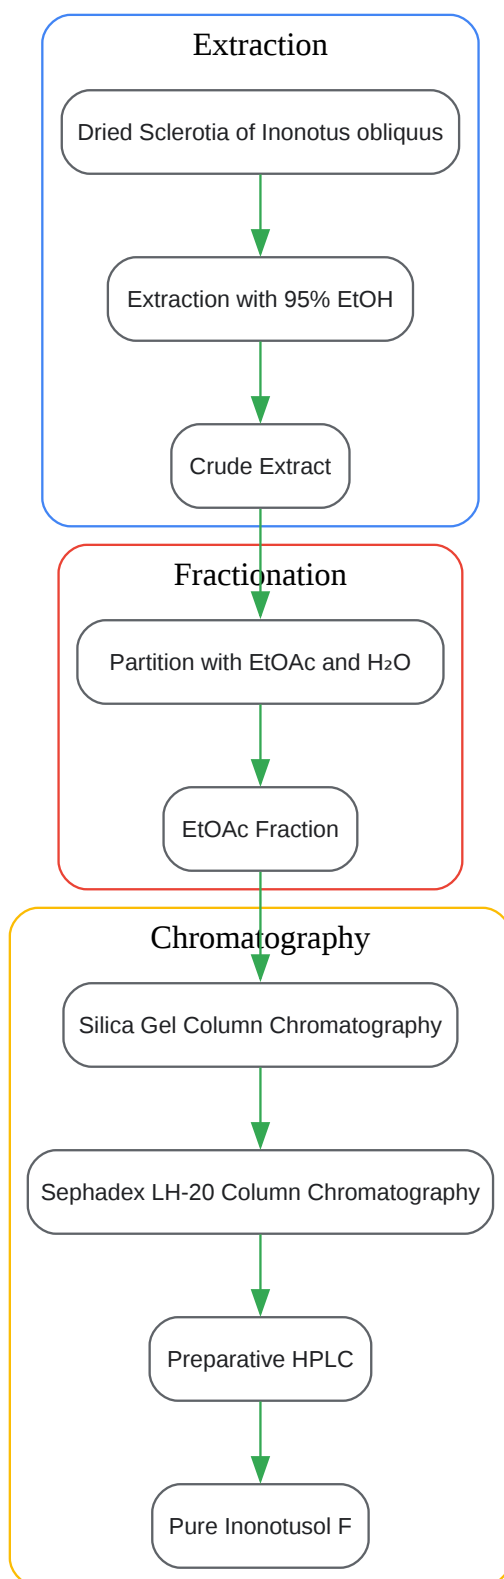 Extraction
Dried Sclerotia of Inonotus obliquus
Extraction with 95% EtOH
Crude Extract
Fractionation
Partition with EtOAc and H₂O
EtOAc Fraction
Chromatography
Silica Gel Column Chromatography
Sephadex LH-20 Column Chromatography
Preparative HPLC
Pure Inonotusol F